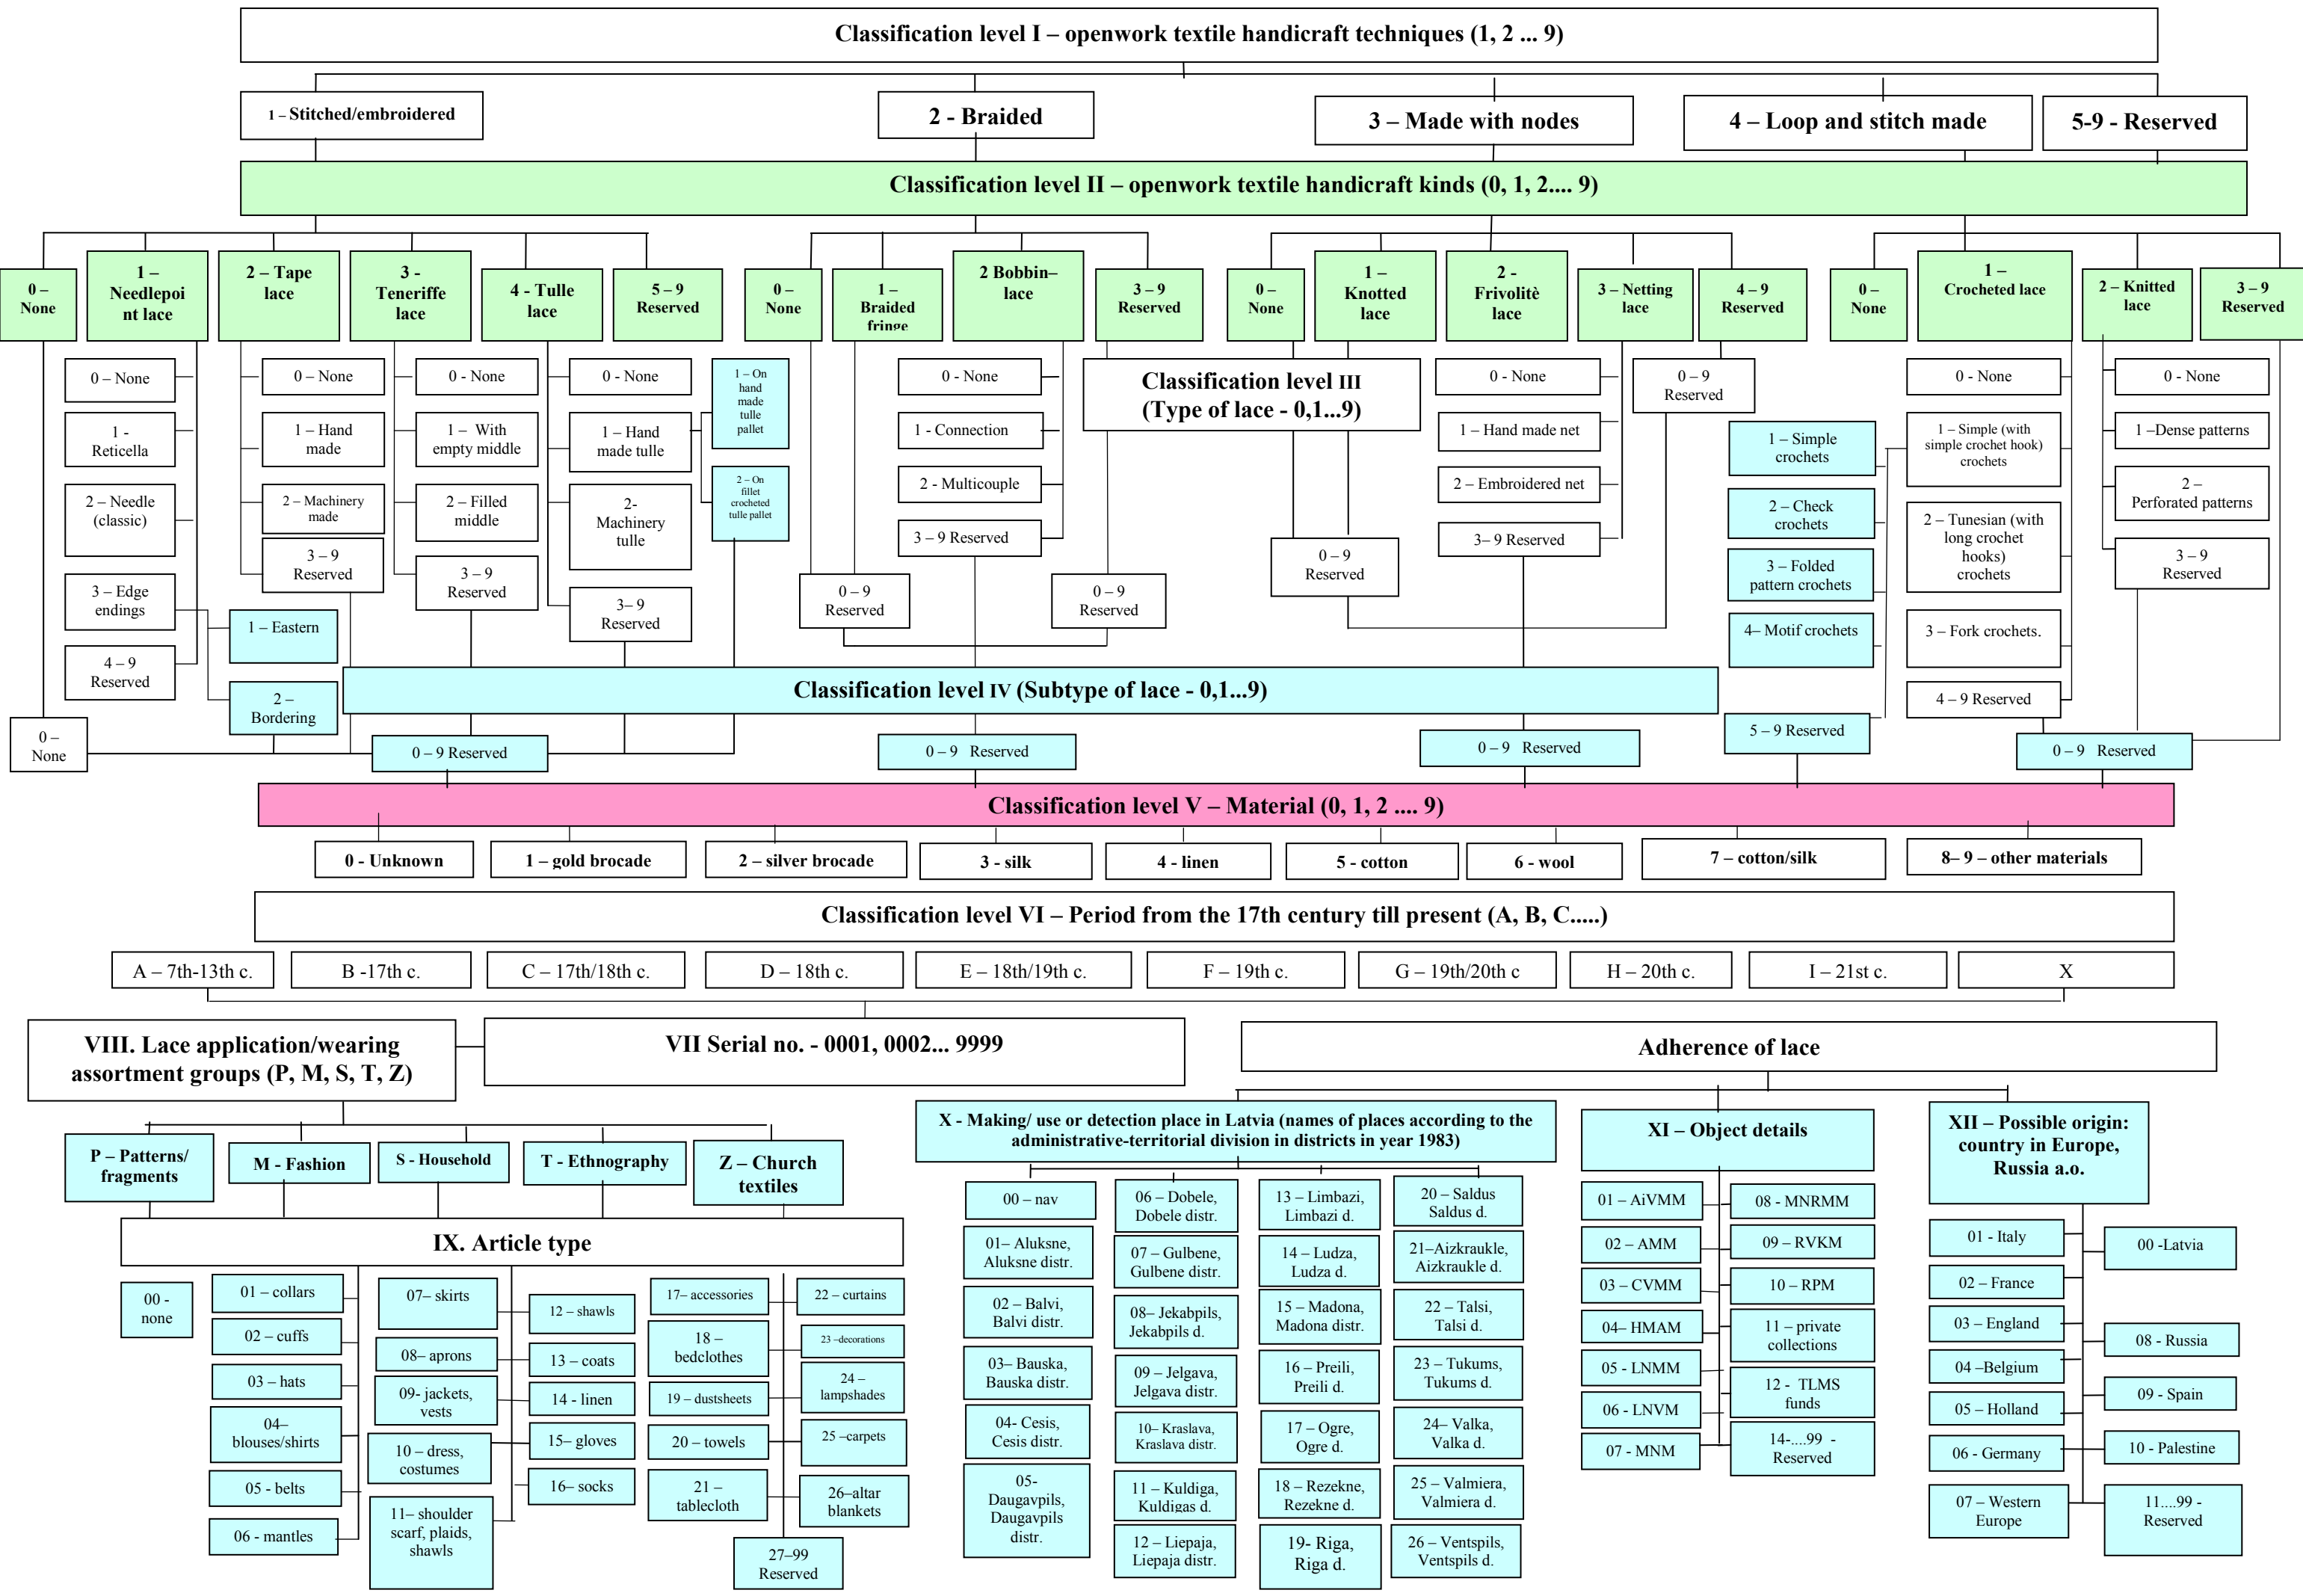 Classification level I – openwork textile handicraft techniques (1, 2 ... 9)
1 – Stitched/embroidered
2 - Braided
3 – Made with nodes
4 – Loop and stitch made
5-9 - Reserved
Classification level II – openwork textile handicraft kinds (0, 1, 2.... 9)
0 –
None
1 –
Needlepoi
nt lace
2 – Tape
lace
3 -
Teneriffe
lace
4 - Tulle
lace
5 – 9
Reserved
0 –
None
1 –
Braided
fringe
2 Bobbin–
lace
3 – 9
Reserved
0 –
None
1 –
Knotted
lace
2 -
Frivolitè
lace
3 – Netting
lace
4 – 9
Reserved
0 –
None
1 –
Crocheted lace
2 – Knitted
lace
3 – 9
Reserved
0 – None
1 -
Reticella
2 – Needle
(classic)
3 – Edge
endings
4 – 9
Reserved
1 – Eastern
2 –
Bordering
0 –
None
0 – None
1 – Hand
made
2 – Machinery
made
3 – 9
Reserved
0 - None
1 – With
empty middle
2 – Filled
middle
3 – 9
Reserved
0 - None
1 – Hand
made tulle
2-
Machinery
tulle
3– 9
Reserved
1 – On
hand
made
tulle
pallet
2 – On
fillet
crocheted
tulle pallet
0 - None
1 - Connection
2 - Multicouple
3 – 9 Reserved
0 – 9
Reserved
0 – 9
Reserved
Classification level III
(Type of lace - 0,1...9)
0 – 9
Reserved
0 - None
1 – Hand made net
2 – Embroidered net
3– 9 Reserved
0 – 9
Reserved
1 – Simple
crochets
2 – Check
crochets
3 – Folded
pattern crochets
4– Motif crochets
5 – 9 Reserved
0 - None
1 – Simple (with
simple crochet hook)
crochets
2 – Tunesian (with
long crochet
hooks)
crochets
3 – Fork crochets.
4 – 9 Reserved
0 - None
1 –Dense patterns
2 –
Perforated patterns
3 – 9
Reserved
Classification level IV (Subtype of lace - 0,1...9)
0 – 9 Reserved
0 – 9 Reserved
0 – 9 Reserved
0 – 9 Reserved
Classification level V – Material (0, 1, 2 .... 9)
0 - Unknown
1 – gold brocade
2 – silver brocade
3 - silk
4 - linen
5 - cotton
6 - wool
7 – cotton/silk
8– 9 – other materials
Classification level VI – Period from the 17th century till present (A, B, C.....)
A – 7th-13th c.
B -17th c.
C – 17th/18th c.
D – 18th c.
E – 18th/19th c.
F – 19th c.
G – 19th/20th c
H – 20th c.
I – 21st c.
X
VIII. Lace application/wearing
assortment groups (P, M, S, T, Z)
VII Serial no. - 0001, 0002... 9999
Adherence of lace
P – Patterns/
fragments
M - Fashion
S - Household
T - Ethnography
Z – Church
textiles
IX. Article type
00 -
none
01 – collars
02 – cuffs
03 – hats
04–
blouses/shirts
05 - belts
06 - mantles
07– skirts
08– aprons
09- jackets,
vests
10 – dress,
costumes
11– shoulder
scarf, plaids,
shawls
12 – shawls
13 – coats
14 - linen
15– gloves
16– socks
17– accessories
18 –
bedclothes
19 – dustsheets
20 – towels
21 –
tablecloth
22 – curtains
23 –decorations
24 –
lampshades
25 –carpets
26–altar
blankets
27–99
Reserved
X - Making/ use or detection place in Latvia (names of places according to the
administrative-territorial division in districts in year 1983)
00 – nav
01– Aluksne,
Aluksne distr.
02 – Balvi,
Balvi distr.
03– Bauska,
Bauska distr.
04- Cesis,
Cesis distr.
05-
Daugavpils,
Daugavpils
distr.
06 – Dobele,
Dobele distr.
07 – Gulbene,
Gulbene distr.
08– Jekabpils,
Jekabpils d.
09 – Jelgava,
Jelgava distr.
10– Kraslava,
Kraslava distr.
11 – Kuldiga,
Kuldigas d.
12 – Liepaja,
Liepaja distr.
13 – Limbazi,
Limbazi d.
14 – Ludza,
Ludza d.
15 – Madona,
Madona distr.
16 – Preili,
Preili d.
17 – Ogre,
Ogre d.
18 – Rezekne,
Rezekne d.
19- Riga,
Riga d.
20 – Saldus
Saldus d.
21–Aizkraukle,
Aizkraukle d.
22 – Talsi,
Talsi d.
23 – Tukums,
Tukums d.
24– Valka,
Valka d.
25 – Valmiera,
Valmiera d.
26 – Ventspils,
Ventspils d.
XI – Object details
01 – AiVMM
02 – AMM
03 – CVMM
04– HMAM
05 - LNMM
06 - LNVM
07 - MNM
08 - MNRMM
09 – RVKM
10 – RPM
11 – private
collections
12 - TLMS
funds
14-....99 -
Reserved
XII – Possible origin:
country in Europe,
Russia a.o.
01 - Italy
02 – France
03 – England
04 –Belgium
05 – Holland
06 - Germany
07 – Western
Europe
00 -Latvia
08 - Russia
09 - Spain
10 - Palestine
11....99 -
Reserved